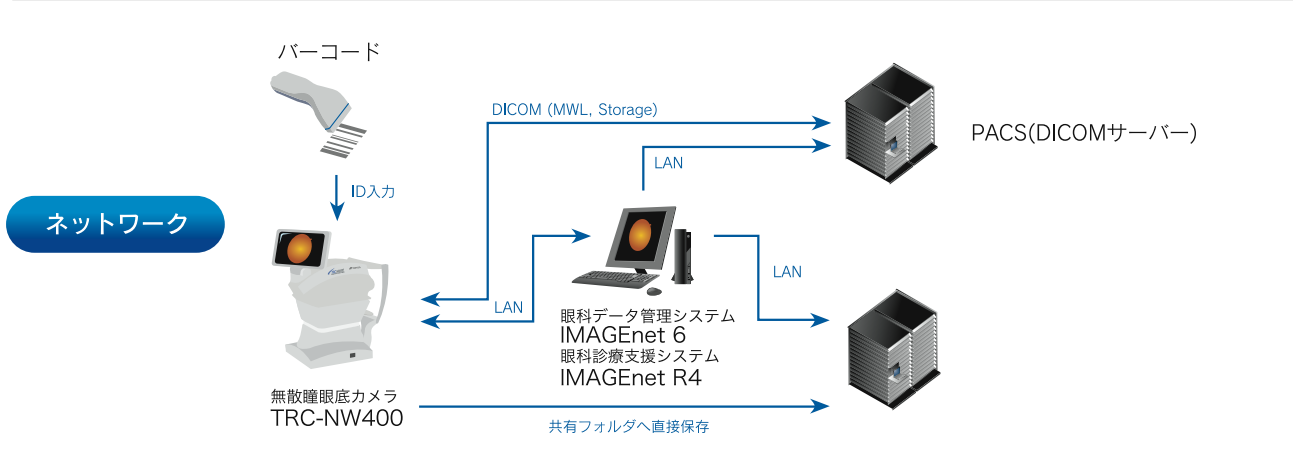 バーコード
DICOM (MWL, Storage)
PACS(DICOMサーバー)
LAN
ID入力
ネットワーク
LAN
LAN
眼科データ管理システム
IMAGEnet 6
眼科診療支援システム
IMAGEnet R4
無散瞳眼底カメラ
TRC-NW400
共有フォルダへ直接保存